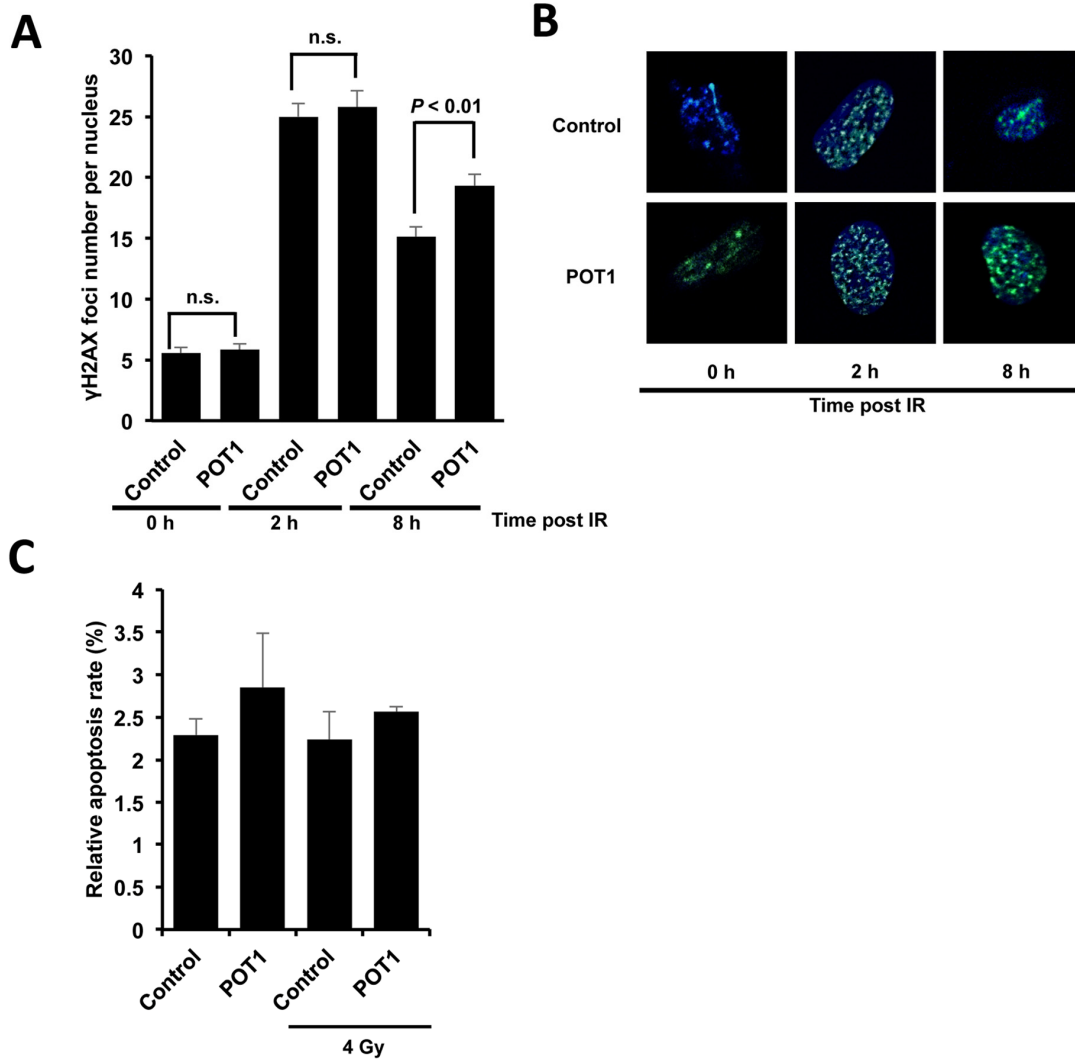 A
γH2AX foci number per nucleus
30
25
20
15
10
5
0
n.s.
n.s.
P < 0.01
Control
POT1
Control
POT1
Control
POT1
0 h
2 h
8 h
Time post IR
B
Control
POT1
0 h
2 h
8 h
Time post IR
C
Relative apoptosis rate (%)
4
3.5
3
2.5
2
1.5
1
0.5
0
Control
POT1
Control
POT1
4 Gy